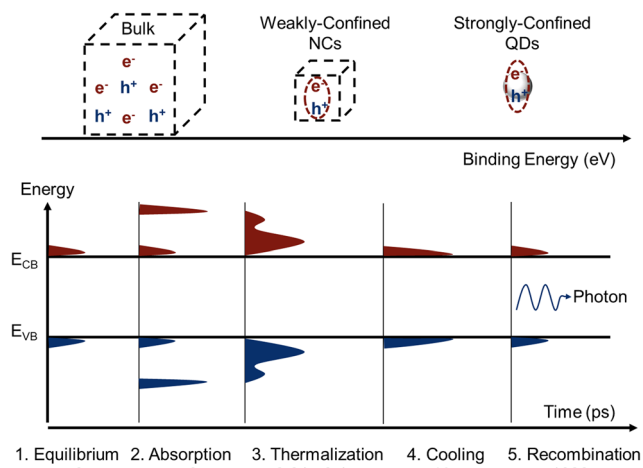 Bulk
Weakly-Confined
NCs
Strongly-Confined
QDs
e-
e- h+ e-
h+ e- h+
e-
h+
e-
h+
Binding Energy (eV)
Energy
E_CB
E_VB
Photon
Time (ps)
1. Equilibrium 2. Absorption 3. Thermalization 4. Cooling 5. Recombination